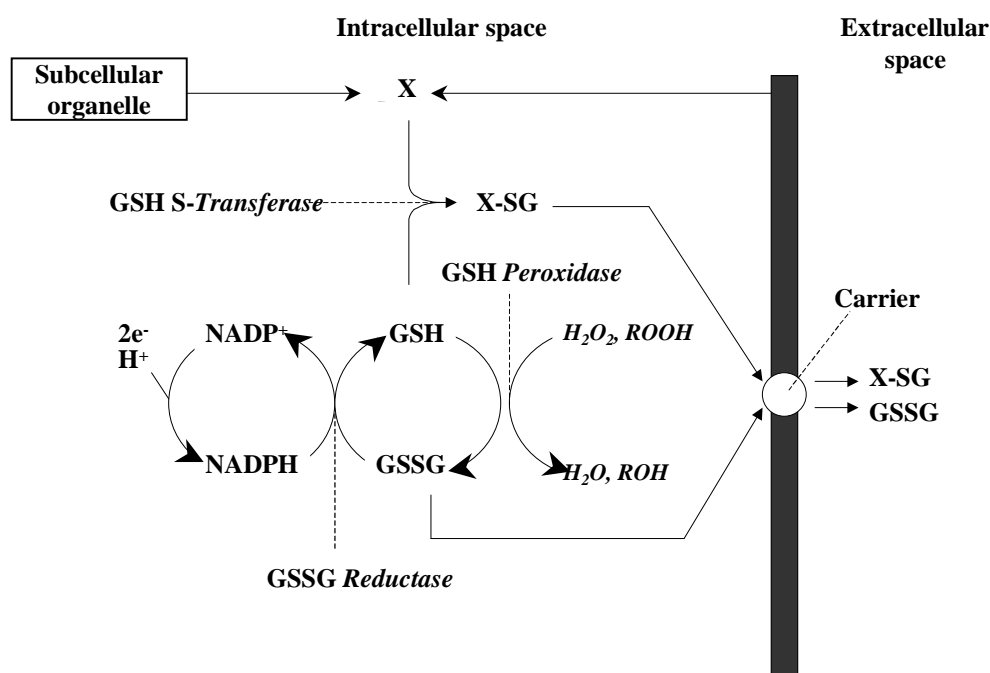 Intracellular space
Extracellular
space
Subcellular
organelle
X
GSH S-Transferase
X-SG
GSH Peroxidase
Carrier
2e-
H+
NADP+
GSH
H2O2, ROOH
X-SG
GSSG
NADPH
GSSG
H2O, ROH
GSSG Reductase